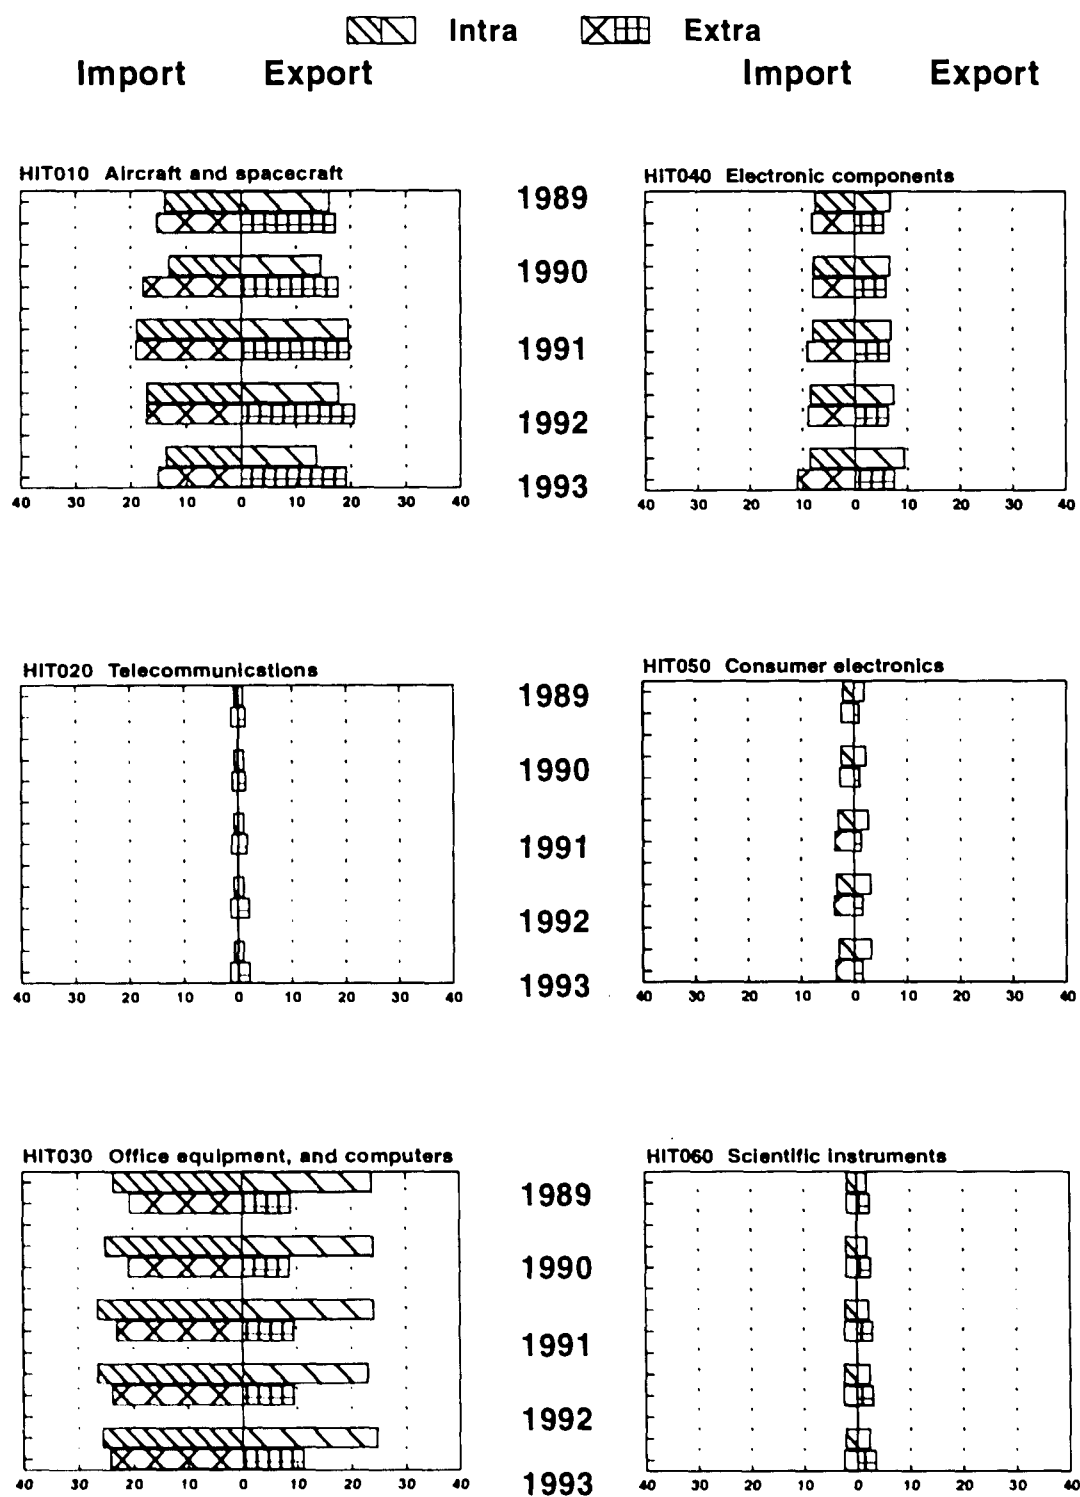 Intra Extra
Import Export Import Export
HIT010 Aircraft and spacecraft
40 30 20 10 0 10 20 30 40
1989
1990
1991
1992
1993
HIT040 Electronic components
40 30 20 10 0 10 20 30 40
HIT020 Telecommunicstions
40 30 20 10 0 10 20 30 40
1989
1990
1991
1992
1993
HIT050 Consumer electronics
40 30 20 10 0 10 20 30 40
HIT030 Office equipment, and computers
40 30 20 10 0 10 20 30 40
1989
1990
1991
1992
1993
HIT060 Scientific instruments
40 30 20 10 0 10 20 30 40